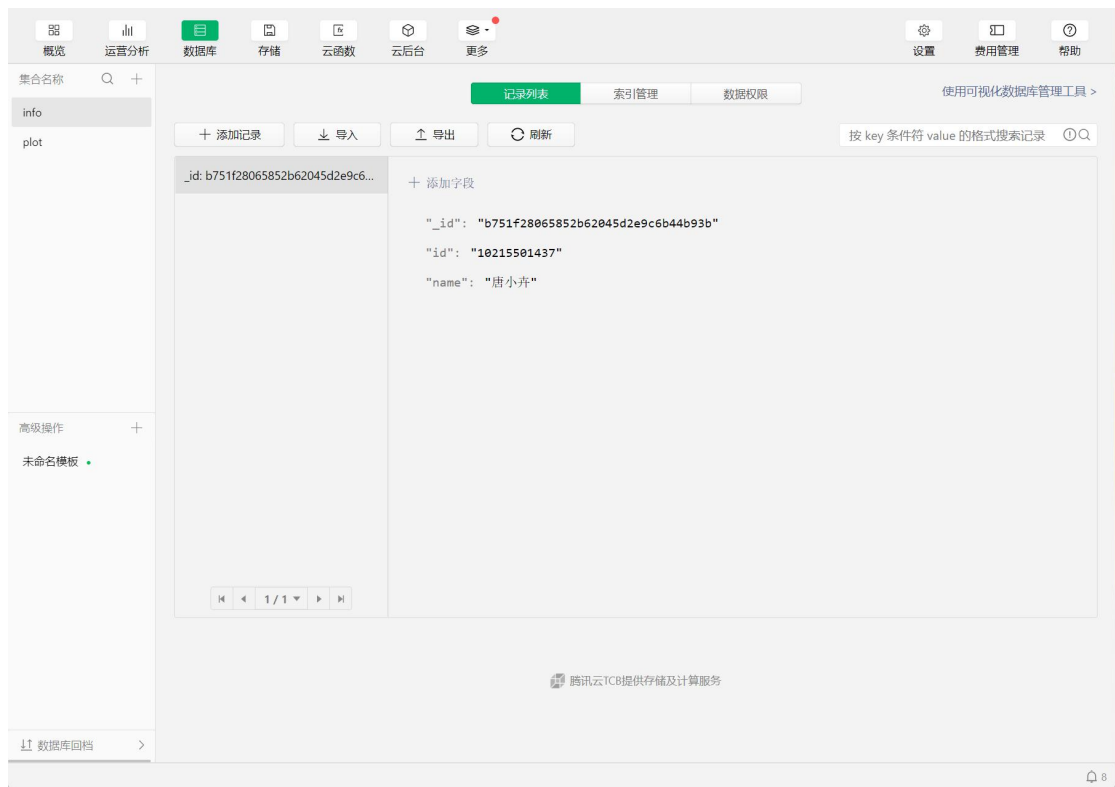 概览 运营分析 数据库 存储 云函数 云后台 更多 设置 费用管理 帮助
集合名称
info
plot
高级操作
未命名模板
数据库回档
记录列表 索引管理 数据权限 使用可视化数据库管理工具 >
添加记录 导入 导出 刷新 按 key 条件符 value 的格式搜索记录
_id: b751f28065852b62045d2e9c6...
1 / 1
添加字段
"_id": "b751f28065852b62045d2e9c6b44b93b"
"id": "10215501437"
"name": "唐小卉"
腾讯云TCB提供存储及计算服务
8